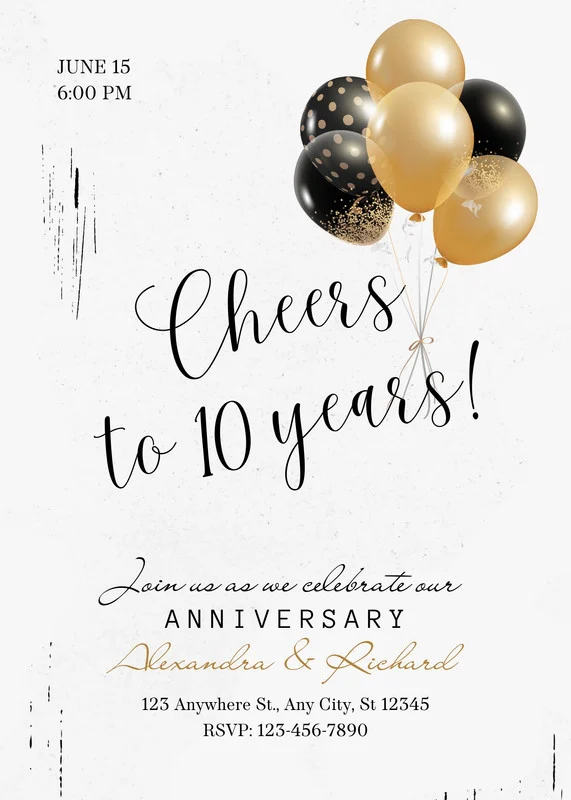 JUNE 15
6:00 PM
Cheers
to 10 years!
Join us as we celebrate our
ANNIVERSARY
Alexandra & Richard
123 Anywhere St., Any City, St 12345
RSVP: 123-456-7890